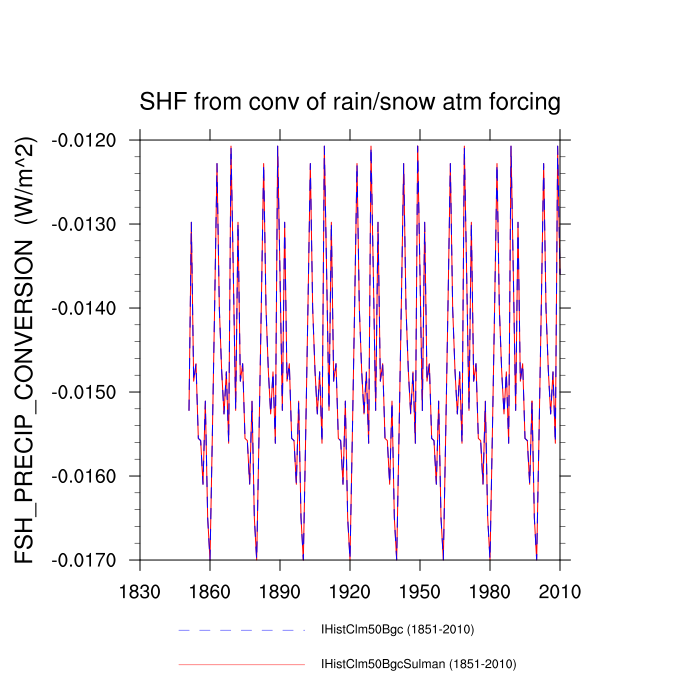 SHF from conv of rain/snow atm forcing
FSH_PRECIP_CONVERSION (W/m^2)
-0.0120
-0.0130
-0.0140
-0.0150
-0.0160
-0.0170
1830 1860 1890 1920 1950 1980 2010
IHistClm50Bgc (1851-2010)
IHistClm50BgcSulman (1851-2010)